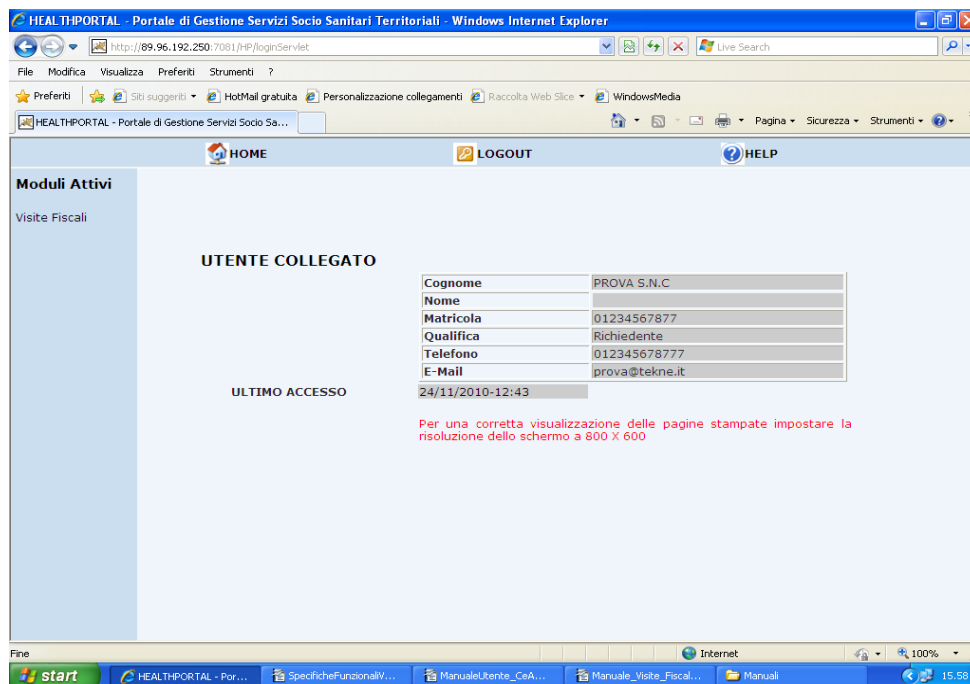 HEALTHPORTAL - Portale di Gestione Servizi Socio Sanitari Territoriali - Windows Internet Explorer
http://89.96.192.250:7081/HP/loginServlet
Live Search
File Modifica Visualizza Preferiti Strumenti ?
Preferiti Siti suggeriti HotMail gratuita Personalizzazione collegamenti Raccolta Web Slice WindowsMedia
HEALTHPORTAL - Portale di Gestione Servizi Socio Sa... Pagina Sicurezza Strumenti
HOME LOGOUT HELP
Moduli Attivi
Visite Fiscali
UTENTE COLLEGATO
Cognome PROVA S.N.C
Nome
Matricola 01234567877
Qualifica Richiedente
Telefono 012345678777
E-Mail prova@tekne.it
ULTIMO ACCESSO 24/11/2010-12:43
Per una corretta visualizzazione delle pagine stampate impostare la
risoluzione dello schermo a 800 X 600
Fine Internet 100%
start HEALTHPORTAL - Por... SpecificheFunzionaliV... ManualeUtente_CeA... Manuale_Visite_Fiscal... Manuali 15.58